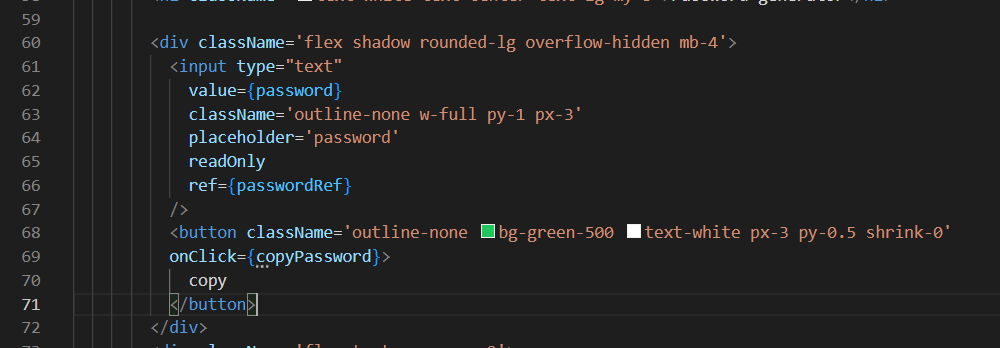 59
60 <div className='flex shadow rounded-lg overflow-hidden mb-4'>
61 <input type="text"
62 value={password}
63 className='outline-none w-full py-1 px-3'
64 placeholder='password'
65 readOnly
66 ref={passwordRef}
67 />
68 <button className='outline-none bg-green-500 text-white px-3 py-0.5 shrink-0'
69 onClick={copyPassword}>
70 copy
71 </button>
72 </div>